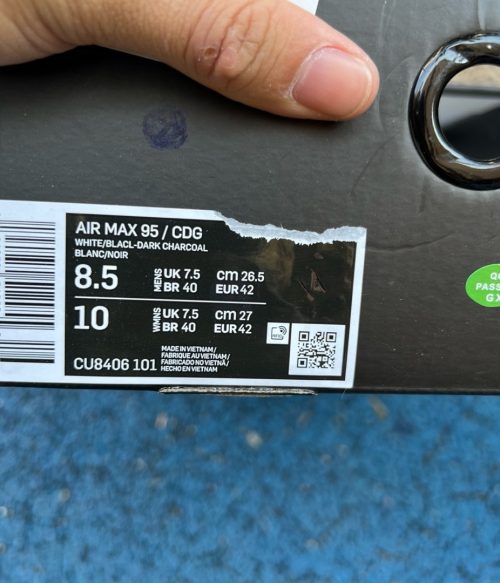 AIR MAX 95 / CDG
WHITE/BLACL-DARK CHARCOAL
BLANC/NOIR
8.5 MENS UK 7.5 cm 26.5
BR 40 EUR 42
10 WMNS UK 7.5 cm 27
BR 40 EUR 42
MADE IN VIETNAM/
FABRIQUE AU VIETNAM/
FABRICADO NO VIETNÃ/
HECHO EN VIETNAM
CU8406 101
RFID
PASS